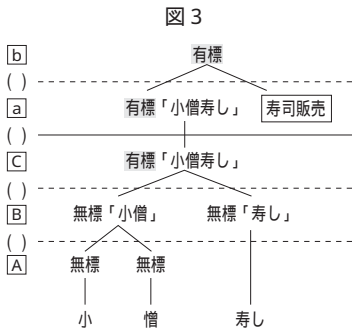 図3
b 有標
( )
a 有標「小僧寿し」 寿司販売
( )
C 有標「小僧寿し」
( )
B 無標「小僧」 無標「寿し」
( )
A 無標 無標
小 憎 寿し